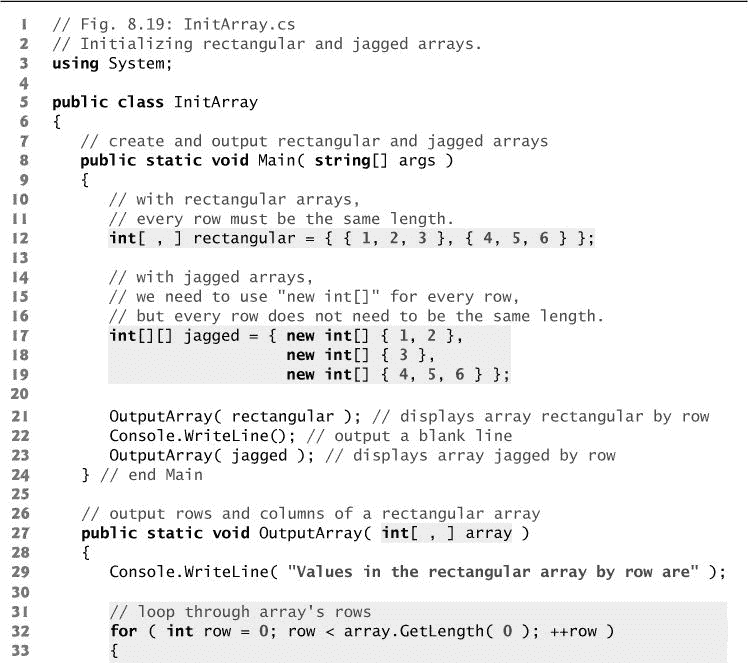 1 // Fig. 8.19: InitArray.cs
2 // Initializing rectangular and jagged arrays.
3 using System;
4
5 public class InitArray
6 {
7 // create and output rectangular and jagged arrays
8 public static void Main( string[] args )
9 {
10 // with rectangular arrays,
11 // every row must be the same length.
12 int[ , ] rectangular = { { 1, 2, 3 }, { 4, 5, 6 } };
13
14 // with jagged arrays,
15 // we need to use "new int[]" for every row,
16 // but every row does not need to be the same length.
17 int[][] jagged = { new int[] { 1, 2 },
18 new int[] { 3 },
19 new int[] { 4, 5, 6 } };
20
21 OutputArray( rectangular ); // displays array rectangular by row
22 Console.WriteLine(); // output a blank line
23 OutputArray( jagged ); // displays array jagged by row
24 } // end Main
25
26 // output rows and columns of a rectangular array
27 public static void OutputArray( int[ , ] array )
28 {
29 Console.WriteLine( "Values in the rectangular array by row are" );
30
31 // loop through array's rows
32 for ( int row = 0; row < array.GetLength( 0 ); ++row )
33 {